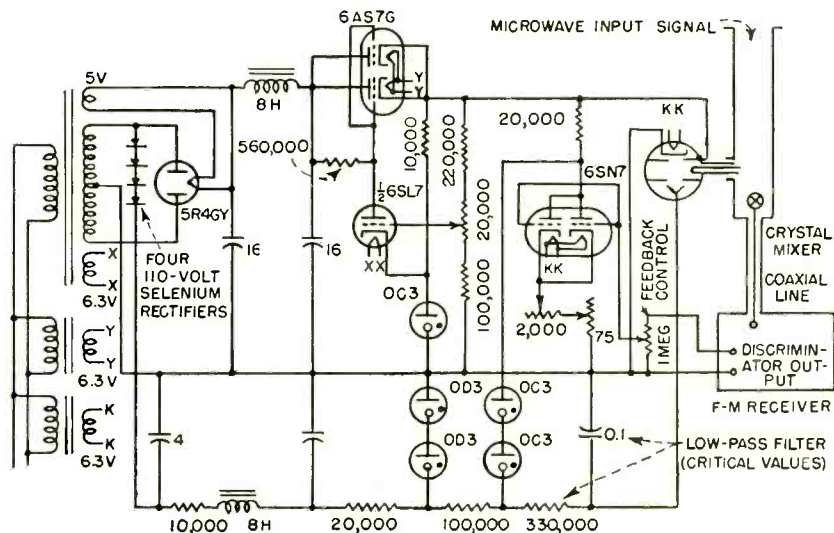 6AS7G
MICROWAVE INPUT SIGNAL
5V
8H
Y
Y
KK
560,000
10,000
220,000
20,000
20,000
6SN7
5R4GY
½6SL7
16
16
XX
100,000
KK
FEEDBACK
CONTROL
CRYSTAL
MIXER
COAXIAL
LINE
FOUR
110-VOLT
SELENIUM
RECTIFIERS
X
X
6.3V
OC3
2,000
75
1 MEG
DISCRIMIN-
ATOR OUT-
PUT
F-M RECEIVER
Y
Y
6.3V
OD3
OC3
K
K
6.3V
4
OD3
OC3
0.1
LOW-PASS FILTER
(CRITICAL VALUES)
10,000
8H
20,000
100,000
330,000